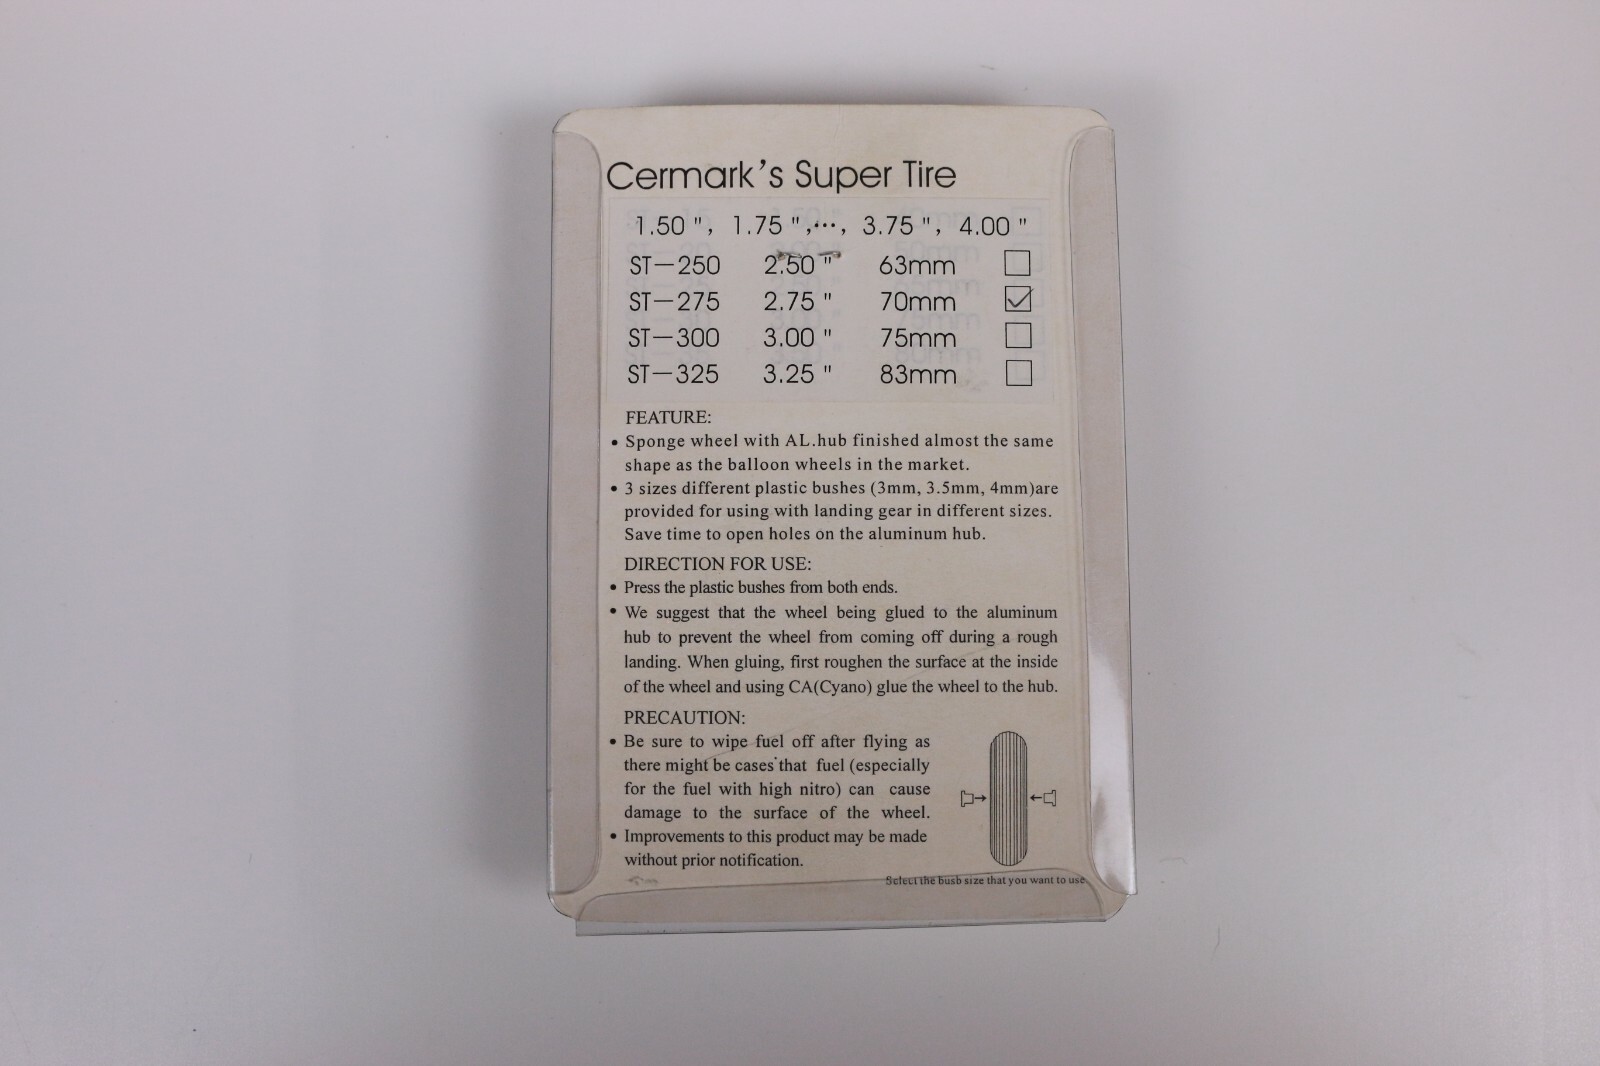 Cermark's Super Tire
1.50 ", 1.75 ",···, 3.75 ", 4.00 "
ST—250 2.50 " 63mm ☐
ST—275 2.75 " 70mm ☑
ST—300 3.00 " 75mm ☐
ST—325 3.25 " 83mm ☐
FEATURE:
• Sponge wheel with AL.hub finished almost the same
shape as the balloon wheels in the market.
• 3 sizes different plastic bushes (3mm, 3.5mm, 4mm)are
provided for using with landing gear in different sizes.
Save time to open holes on the aluminum hub.
DIRECTION FOR USE:
• Press the plastic bushes from both ends.
• We suggest that the wheel being glued to the aluminum
hub to prevent the wheel from coming off during a rough
landing. When gluing, first roughen the surface at the inside
of the wheel and using CA(Cyano) glue the wheel to the hub.
PRECAUTION:
• Be sure to wipe fuel off after flying as
there might be cases that fuel (especially
for the fuel with high nitro) can cause
damage to the surface of the wheel.
• Improvements to this product may be made
without prior notification.
Select the busb size that you want to use